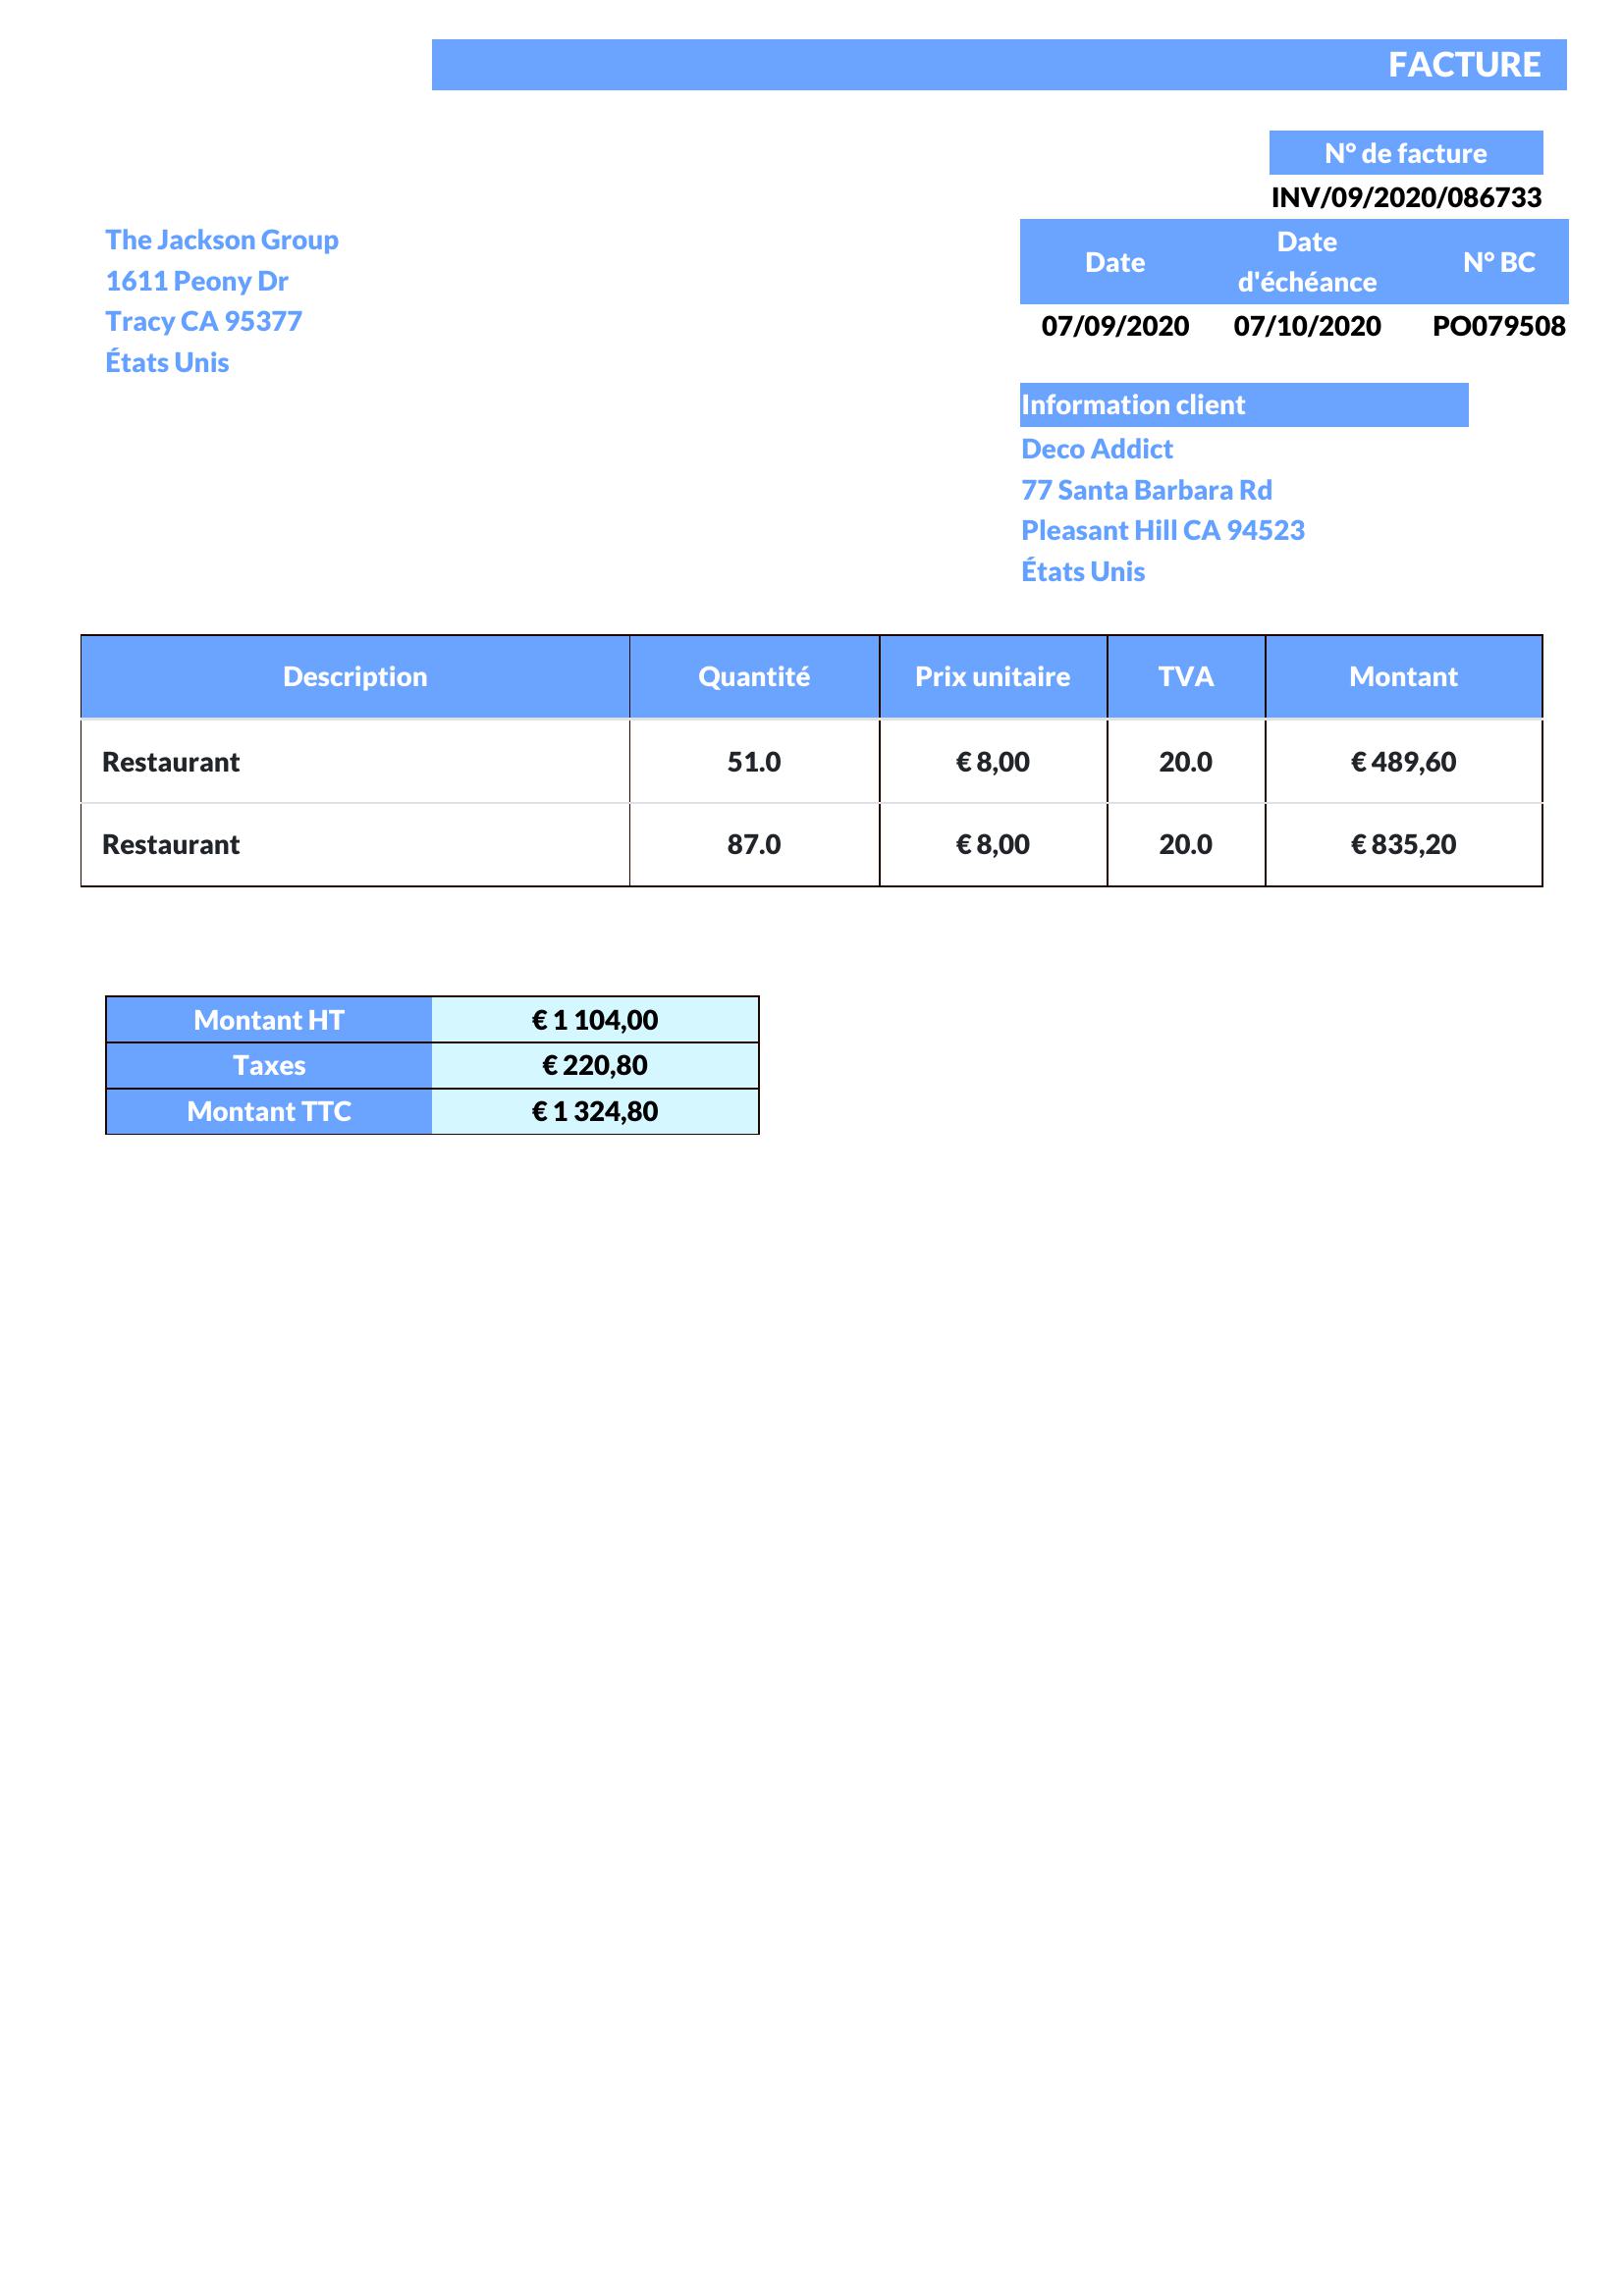 FACTURE
N° de facture
INV/09/2020/086733
The Jackson Group
1611 Peony Dr
Tracy CA 95377
États Unis
Date Date d'échéance N° BC
07/09/2020 07/10/2020 PO079508
Information client
Deco Addict
77 Santa Barbara Rd
Pleasant Hill CA 94523
États Unis
Description Quantité Prix unitaire TVA Montant
Restaurant 51.0 € 8,00 20.0 € 489,60
Restaurant 87.0 € 8,00 20.0 € 835,20
Montant HT € 1 104,00
Taxes € 220,80
Montant TTC € 1 324,80